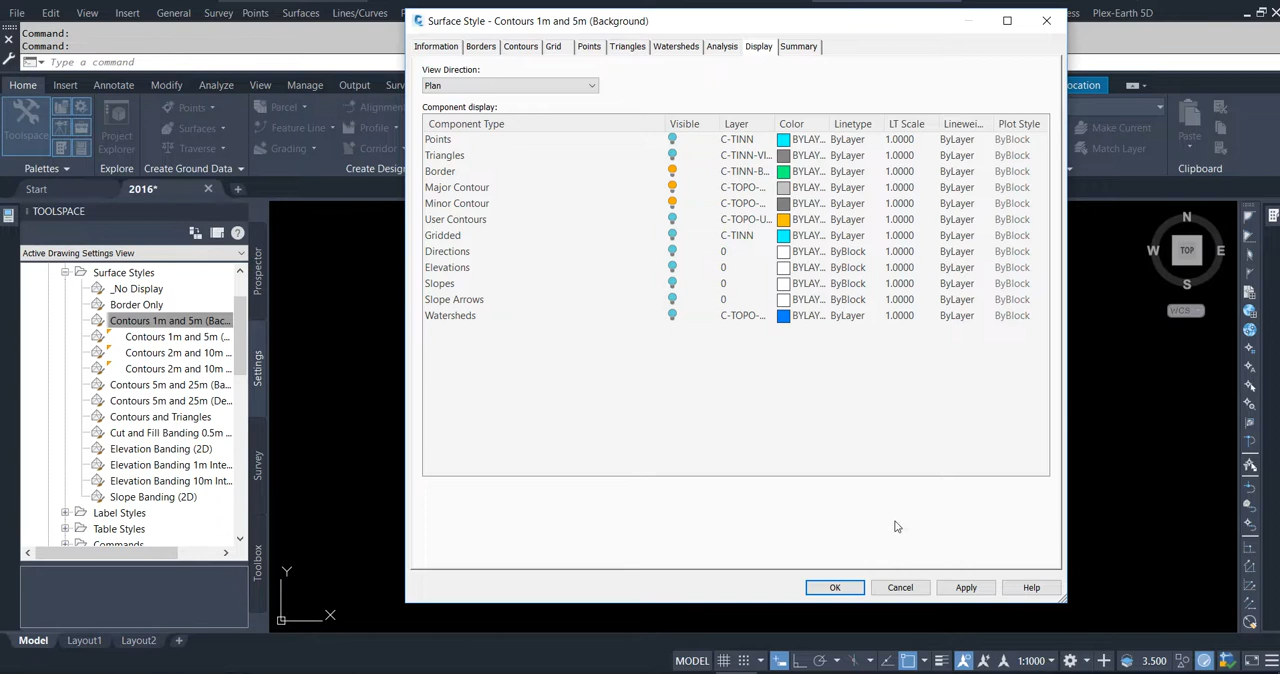 File Edit View Insert General Survey Points Surfaces Lines/Curves
Surface Style - Contours 1m and 5m (Background)
Plex-Earth 5D
Command:
Command:
Type a command
Home Insert Annotate Modify Analyze View Manage Output
Toolspace
Project
Explorer
Points
Surfaces
Traverse
Parcel
Feature Line
Grading
Alignment
Profile
Corridor
Palettes
Explore
Create Ground Data
Make Current
Match Layer
Paste
Clipboard
Start
2016*
TOOLSPACE
Active Drawing Settings View
Surface Styles
_No Display
Border Only
Contours 1m and 5m (Bac...
Contours 1m and 5m (...
Contours 2m and 10m ...
Contours 2m and 10m ...
Contours 5m and 25m (Ba...
Contours 5m and 25m (De...
Contours and Triangles
Cut and Fill Banding 0.5m ...
Elevation Banding (2D)
Elevation Banding 1m Inte...
Elevation Banding 10m Int...
Slope Banding (2D)
Label Styles
Table Styles
Commands
Prospector
Settings
Survey
Toolbox
Information Borders Contours Grid Points Triangles Watersheds Analysis Display Summary
View Direction:
Plan
Component display:
Component Type Visible Layer Color Linetype LT Scale Linewei... Plot Style
Points C-TINN BYLAY... ByLayer 1.0000 ByLayer ByBlock
Triangles C-TINN-VI... BYLAY... ByLayer 1.0000 ByLayer ByBlock
Border C-TINN-B... BYLAY... ByLayer 1.0000 ByLayer ByBlock
Major Contour C-TOPO-... BYLAY... ByLayer 1.0000 ByLayer ByBlock
Minor Contour C-TOPO-... BYLAY... ByLayer 1.0000 ByLayer ByBlock
User Contours C-TOPO-U... BYLAY... ByLayer 1.0000 ByLayer ByBlock
Gridded C-TINN BYLAY... ByLayer 1.0000 ByLayer ByBlock
Directions 0 BYLAY... ByBlock 1.0000 ByLayer ByBlock
Elevations 0 BYLAY... ByBlock 1.0000 ByLayer ByBlock
Slopes 0 BYLAY... ByBlock 1.0000 ByLayer ByBlock
Slope Arrows 0 BYLAY... ByBlock 1.0000 ByLayer ByBlock
Watersheds C-TOPO-... BYLAY... ByLayer 1.0000 ByLayer ByBlock
OK Cancel Apply Help
N
W TOP E
S
WCS
Y
X
Model Layout1 Layout2 +
MODEL 1:1000 3.500